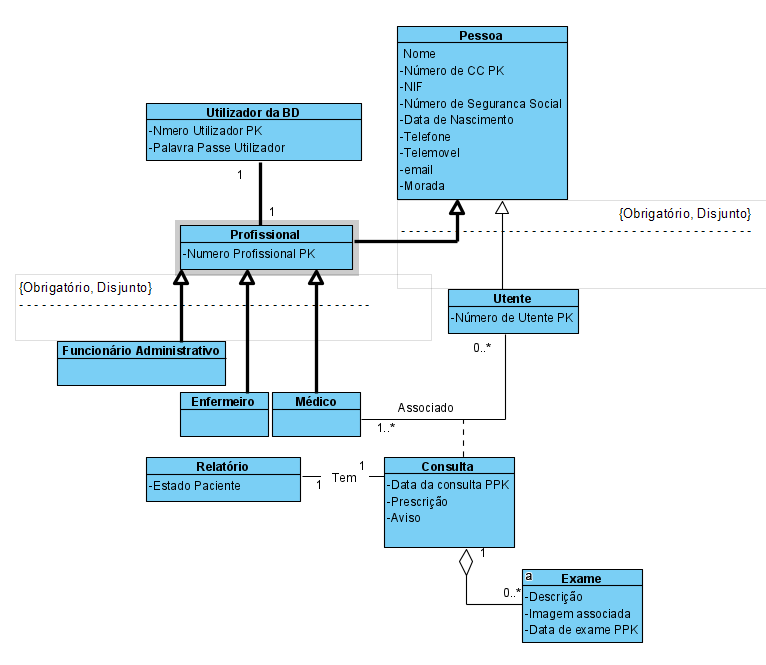 Pessoa
Nome
-Número de CC PK
-NIF
-Número de Seguranca Social
-Data de Nascimento
-Telefone
-Telemovel
-email
-Morada
Utilizador da BD
-Nmero Utilizador PK
-Palavra Passe Utilizador
1
1
{Obrigatório, Disjunto}
Profissional
-Numero Profissional PK
{Obrigatório, Disjunto}
Utente
-Número de Utente PK
Funcionário Administrativo
0..*
Enfermeiro
Médico
Associado
1..*
Relatório
-Estado Paciente
1
Tem
1
Consulta
-Data da consulta PPK
-Prescrição
-Aviso
1
0..*
a
Exame
-Descrição
-Imagem associada
-Data de exame PPK